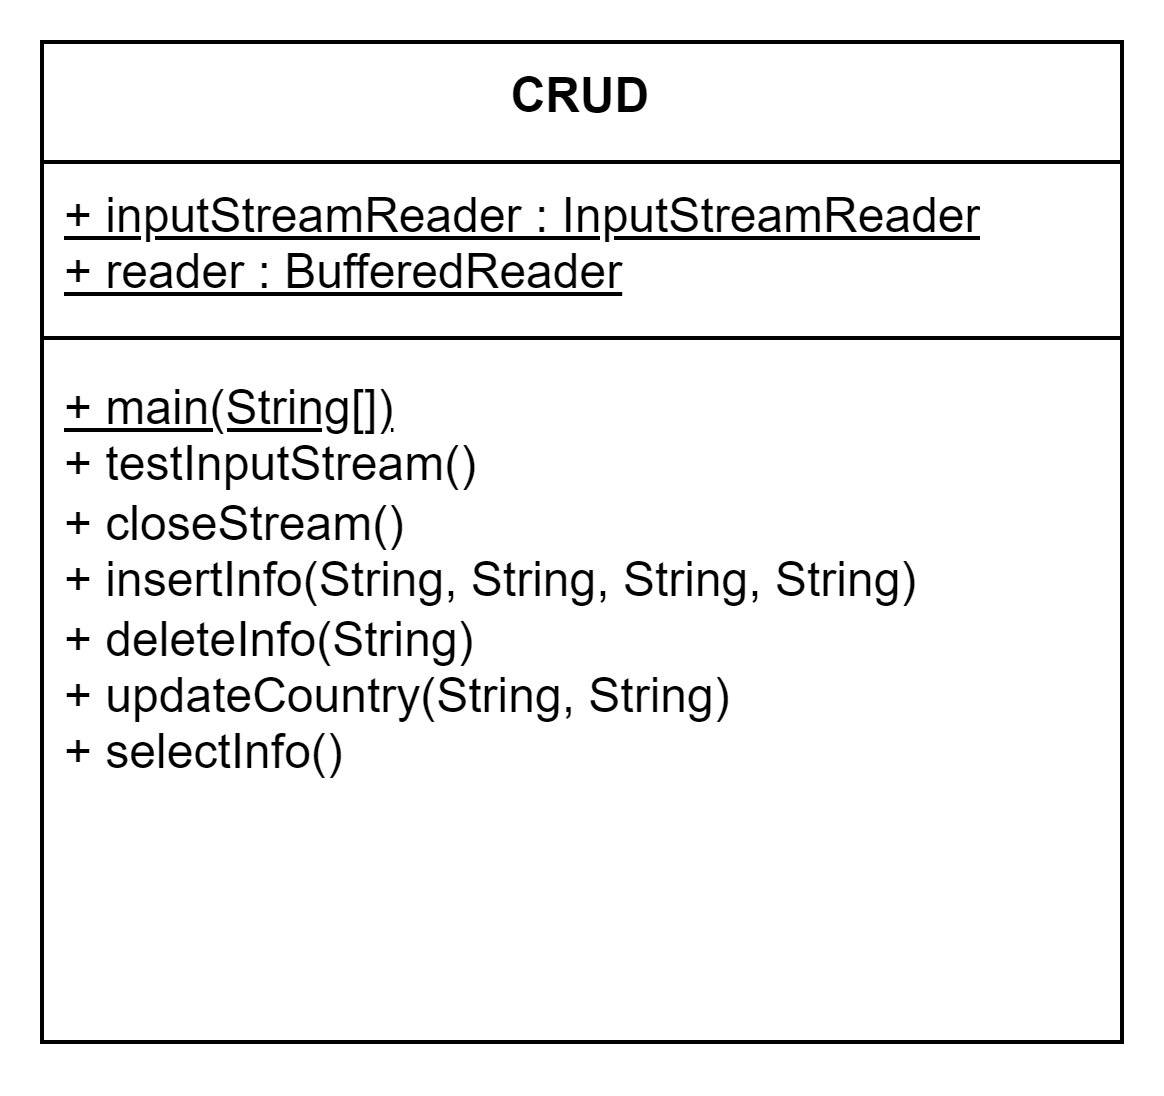 CRUD
+ inputStreamReader : InputStreamReader
+ reader : BufferedReader
+ main(String[])
+ testInputStream()
+ closeStream()
+ insertInfo(String, String, String, String)
+ deleteInfo(String)
+ updateCountry(String, String)
+ selectInfo()